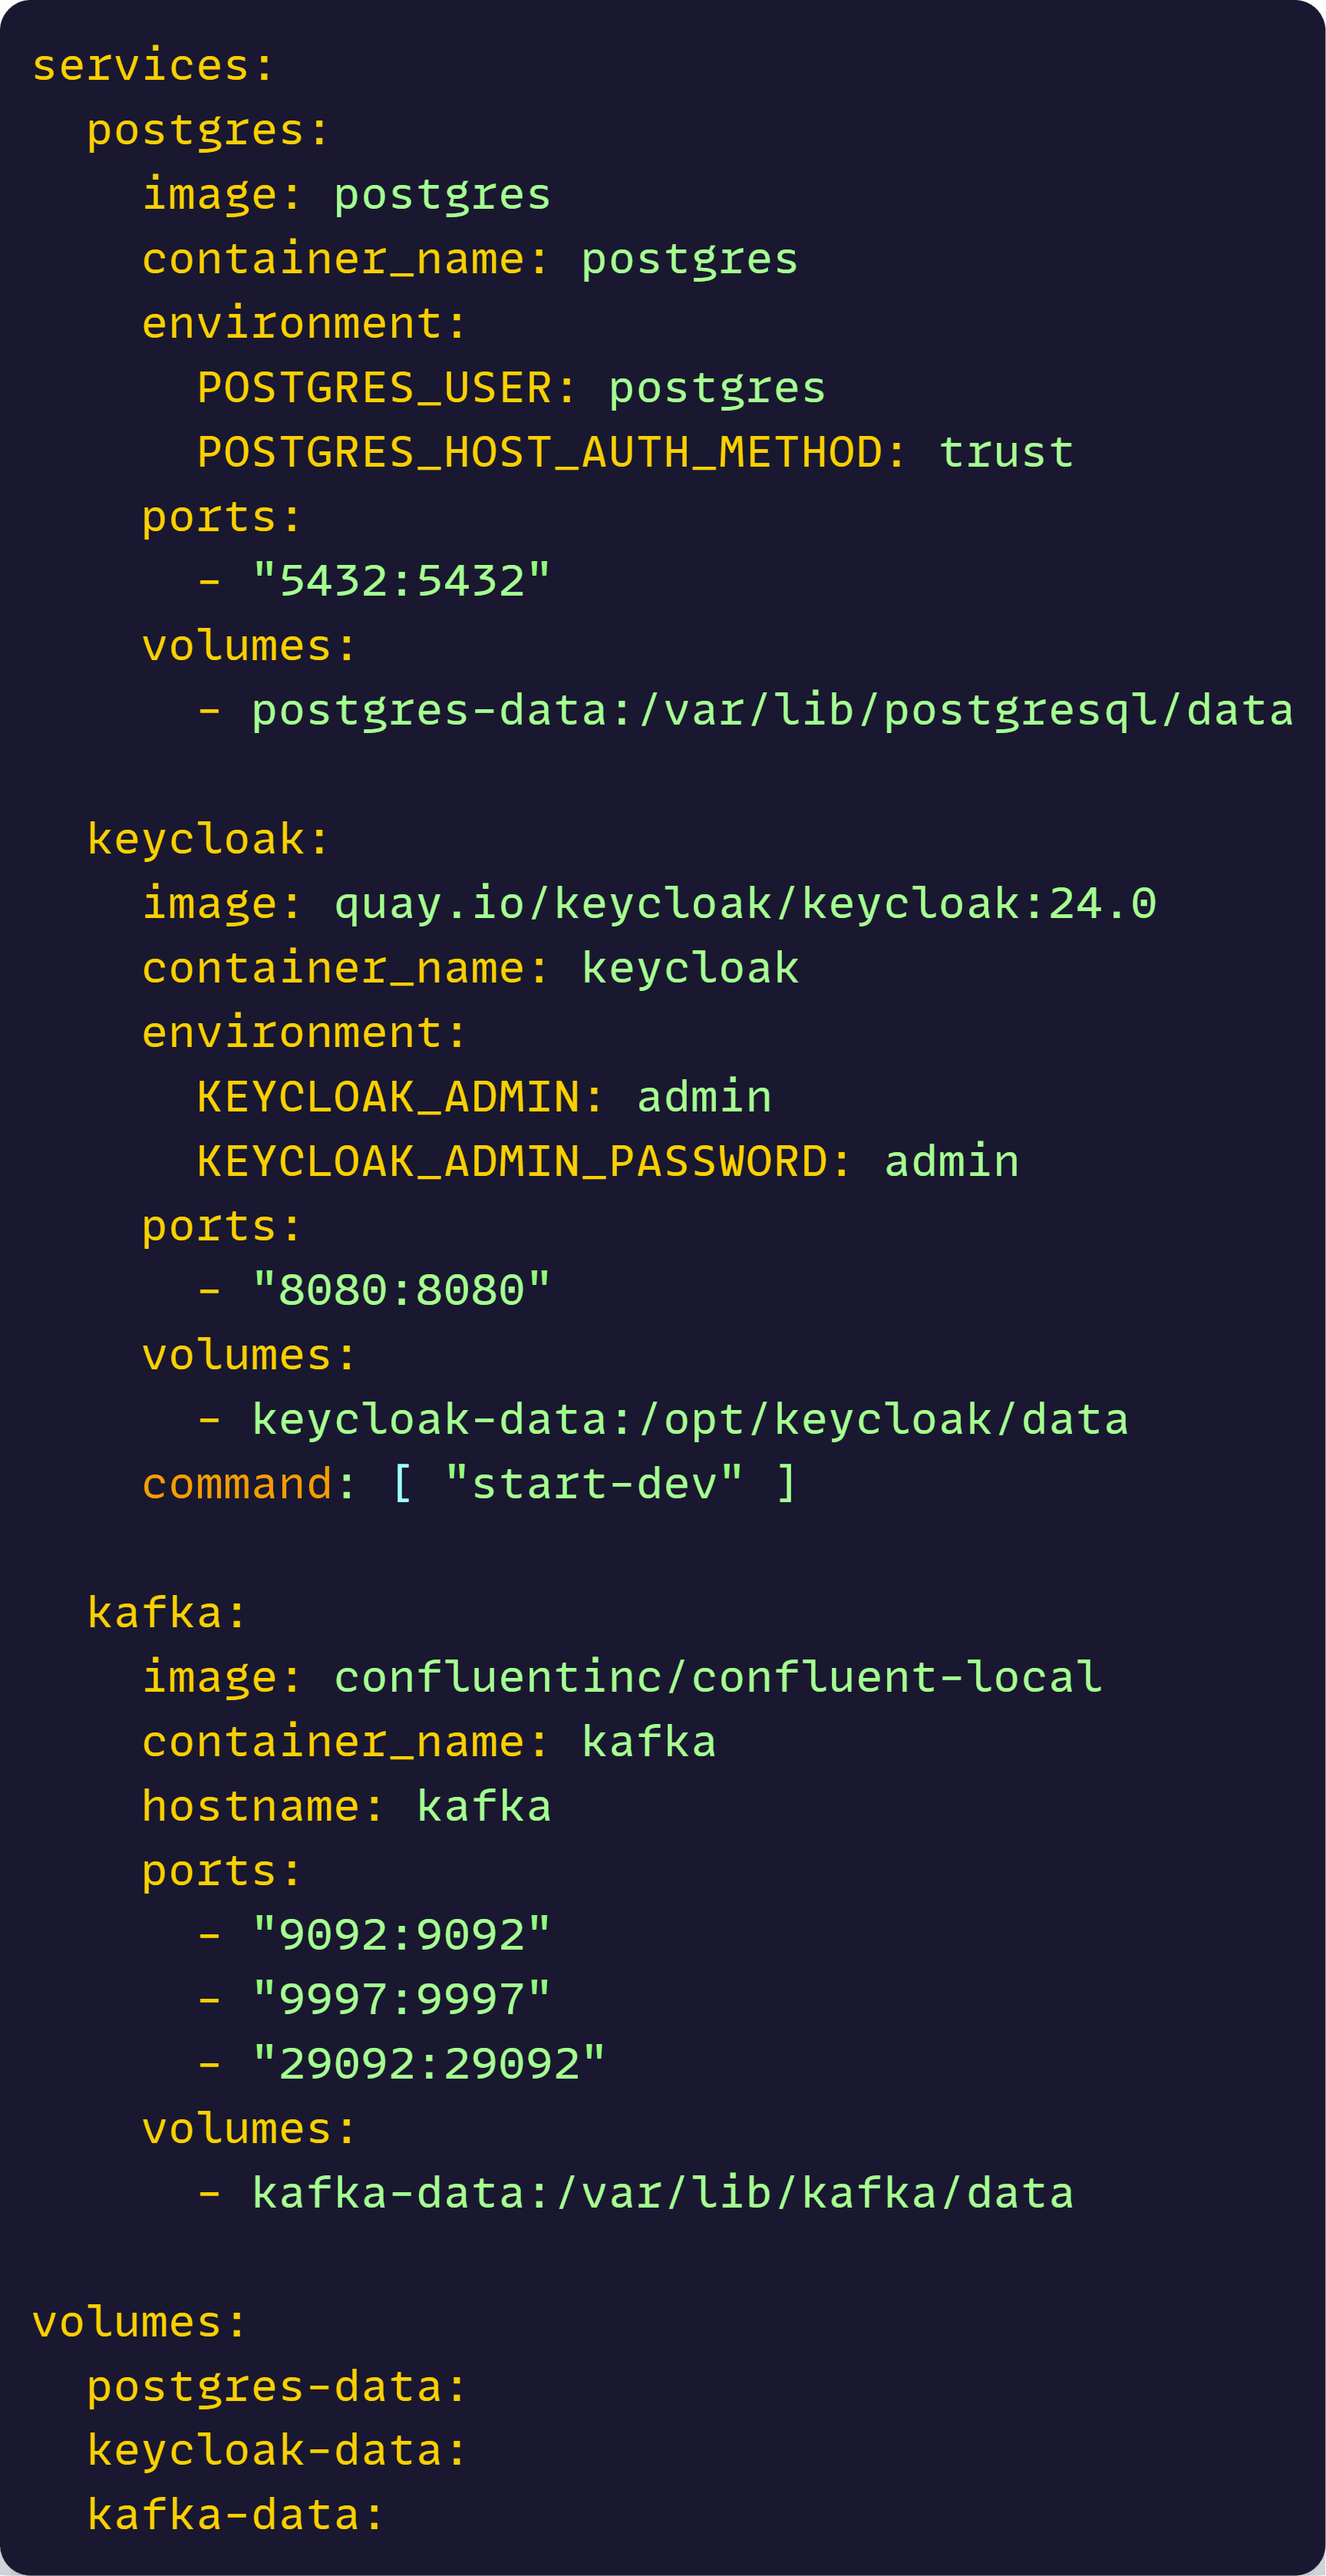 services:
  postgres:
    image: postgres
    container_name: postgres
    environment:
      POSTGRES_USER: postgres
      POSTGRES_HOST_AUTH_METHOD: trust
    ports:
      - "5432:5432"
    volumes:
      - postgres-data:/var/lib/postgresql/data

  keycloak:
    image: quay.io/keycloak/keycloak:24.0
    container_name: keycloak
    environment:
      KEYCLOAK_ADMIN: admin
      KEYCLOAK_ADMIN_PASSWORD: admin
    ports:
      - "8080:8080"
    volumes:
      - keycloak-data:/opt/keycloak/data
    command: [ "start-dev" ]

  kafka:
    image: confluentinc/confluent-local
    container_name: kafka
    hostname: kafka
    ports:
      - "9092:9092"
      - "9997:9997"
      - "29092:29092"
    volumes:
      - kafka-data:/var/lib/kafka/data

volumes:
  postgres-data:
  keycloak-data:
  kafka-data: